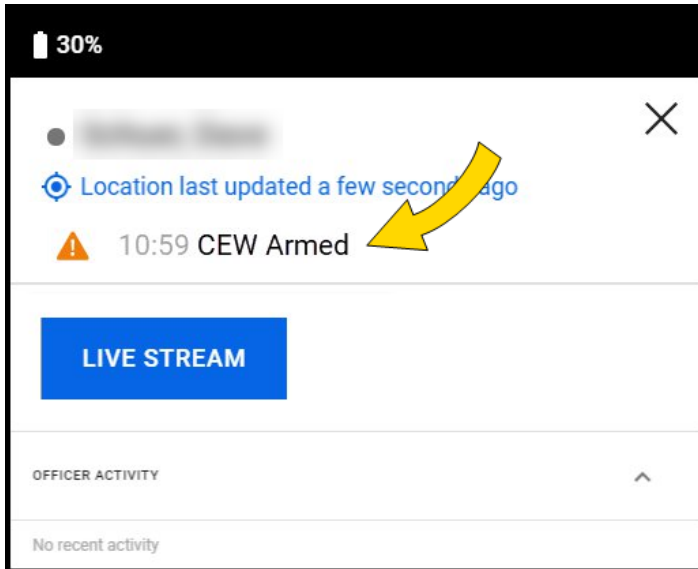 30%
Location last updated a few seconds ago
10:59 CEW Armed
LIVE STREAM
OFFICER ACTIVITY
No recent activity